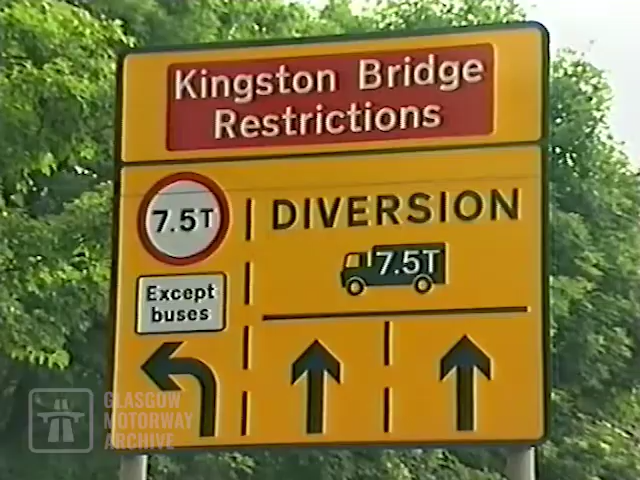 Kingston Bridge
Restrictions
7.5T
DIVERSION
7.5T
Except
buses
GLASGOW
MOTORWAY
ARCHIVE